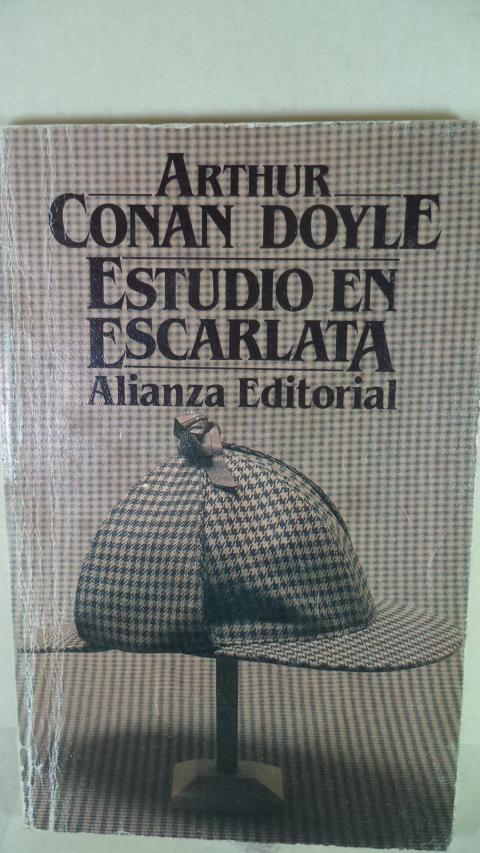 ARTHUR
CONAN DOYLE
ESTUDIO EN
ESCARLATA
Alianza Editorial